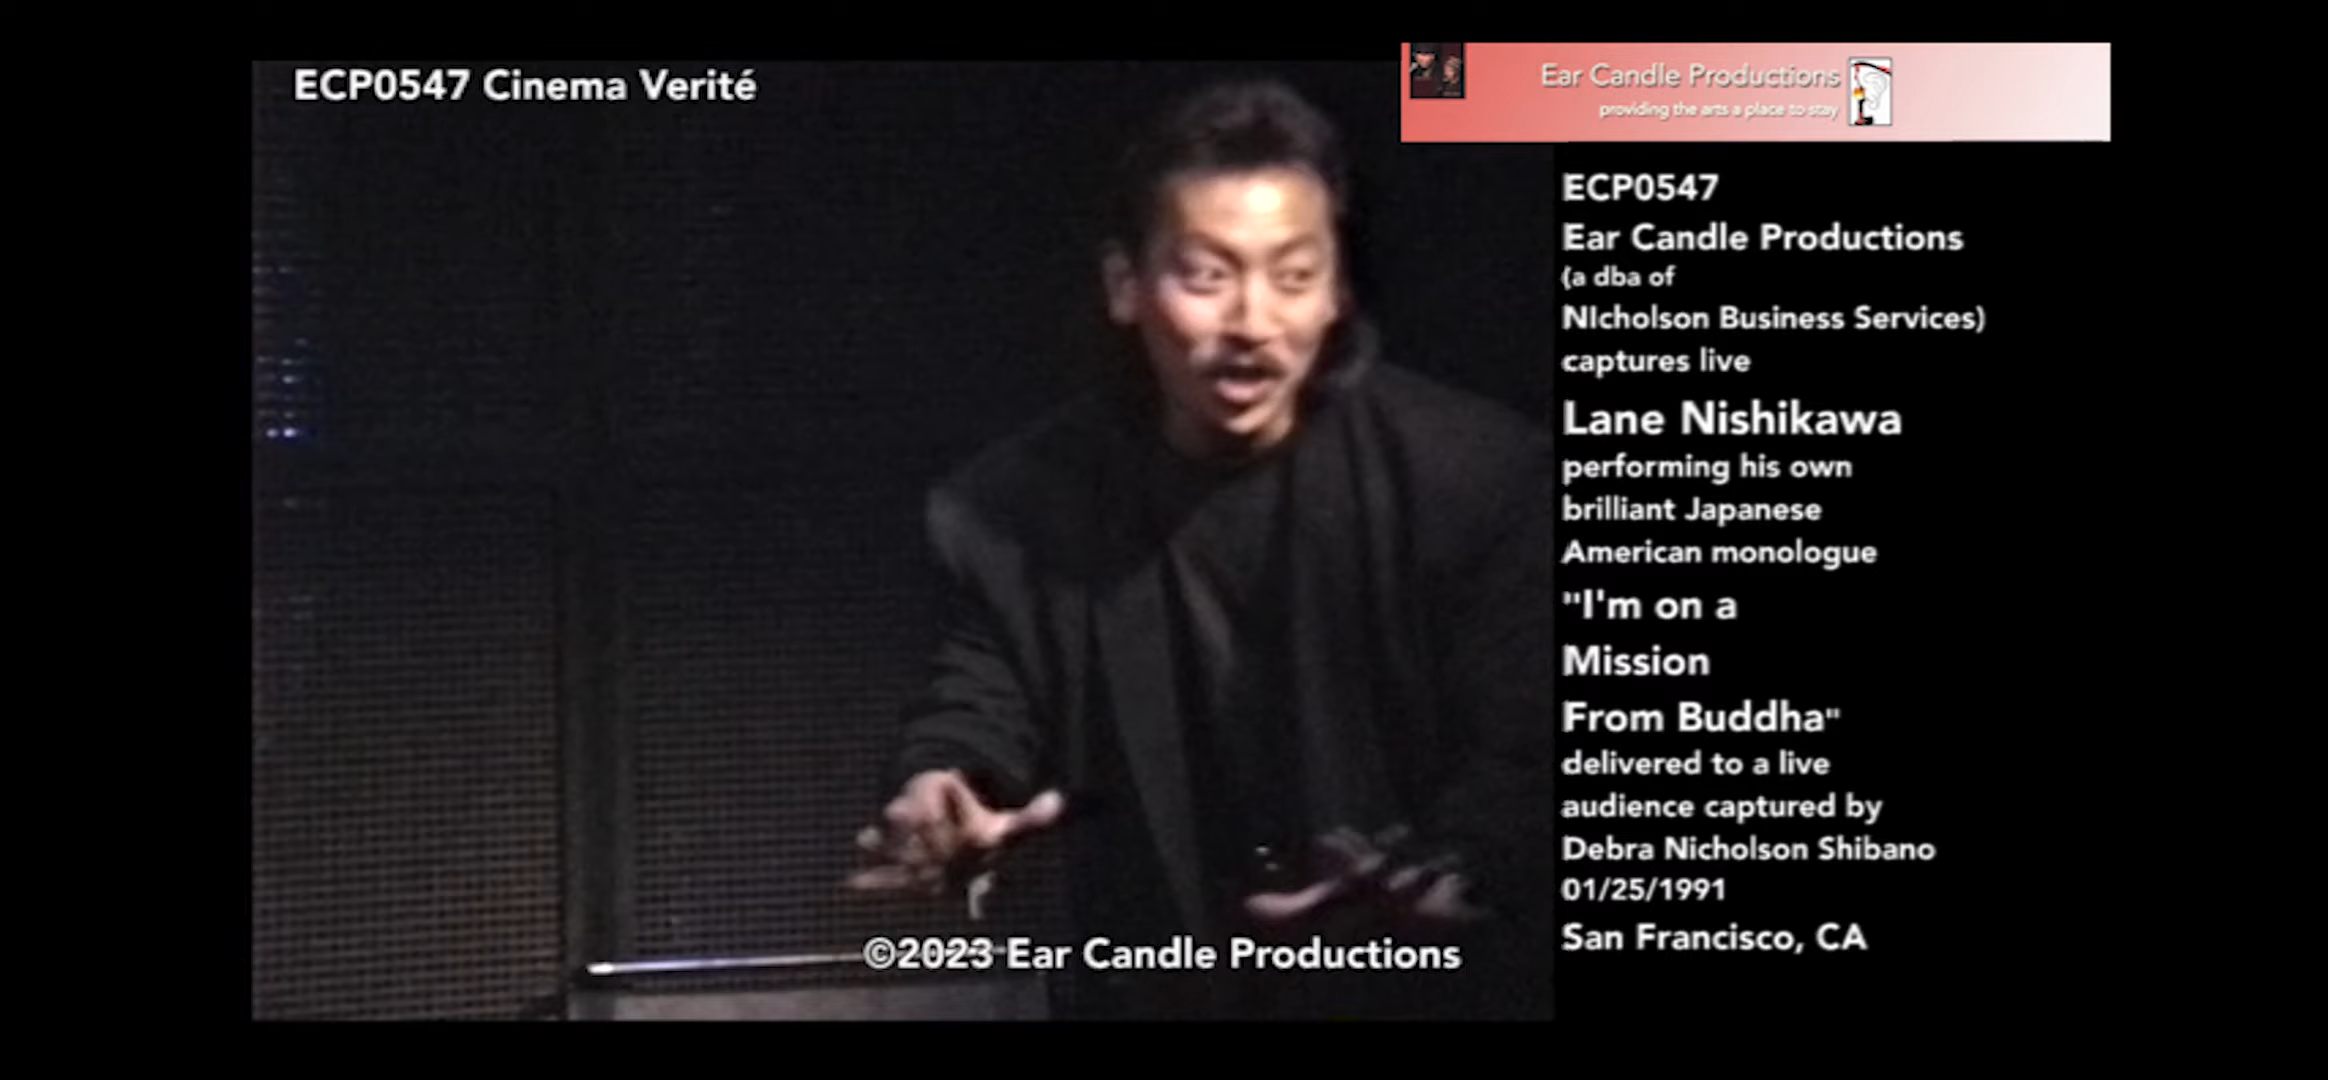 ECP0547 Cinema Verité
Ear Candle Productions
providing the arts a place to stay
ECP0547
Ear Candle Productions
(a dba of
NIcholson Business Services)
captures live
Lane Nishikawa
performing his own
brilliant Japanese
American monologue
"I'm on a
Mission
From Buddha"
delivered to a live
audience captured by
Debra Nicholson Shibano
01/25/1991
San Francisco, CA
©2023 Ear Candle Productions